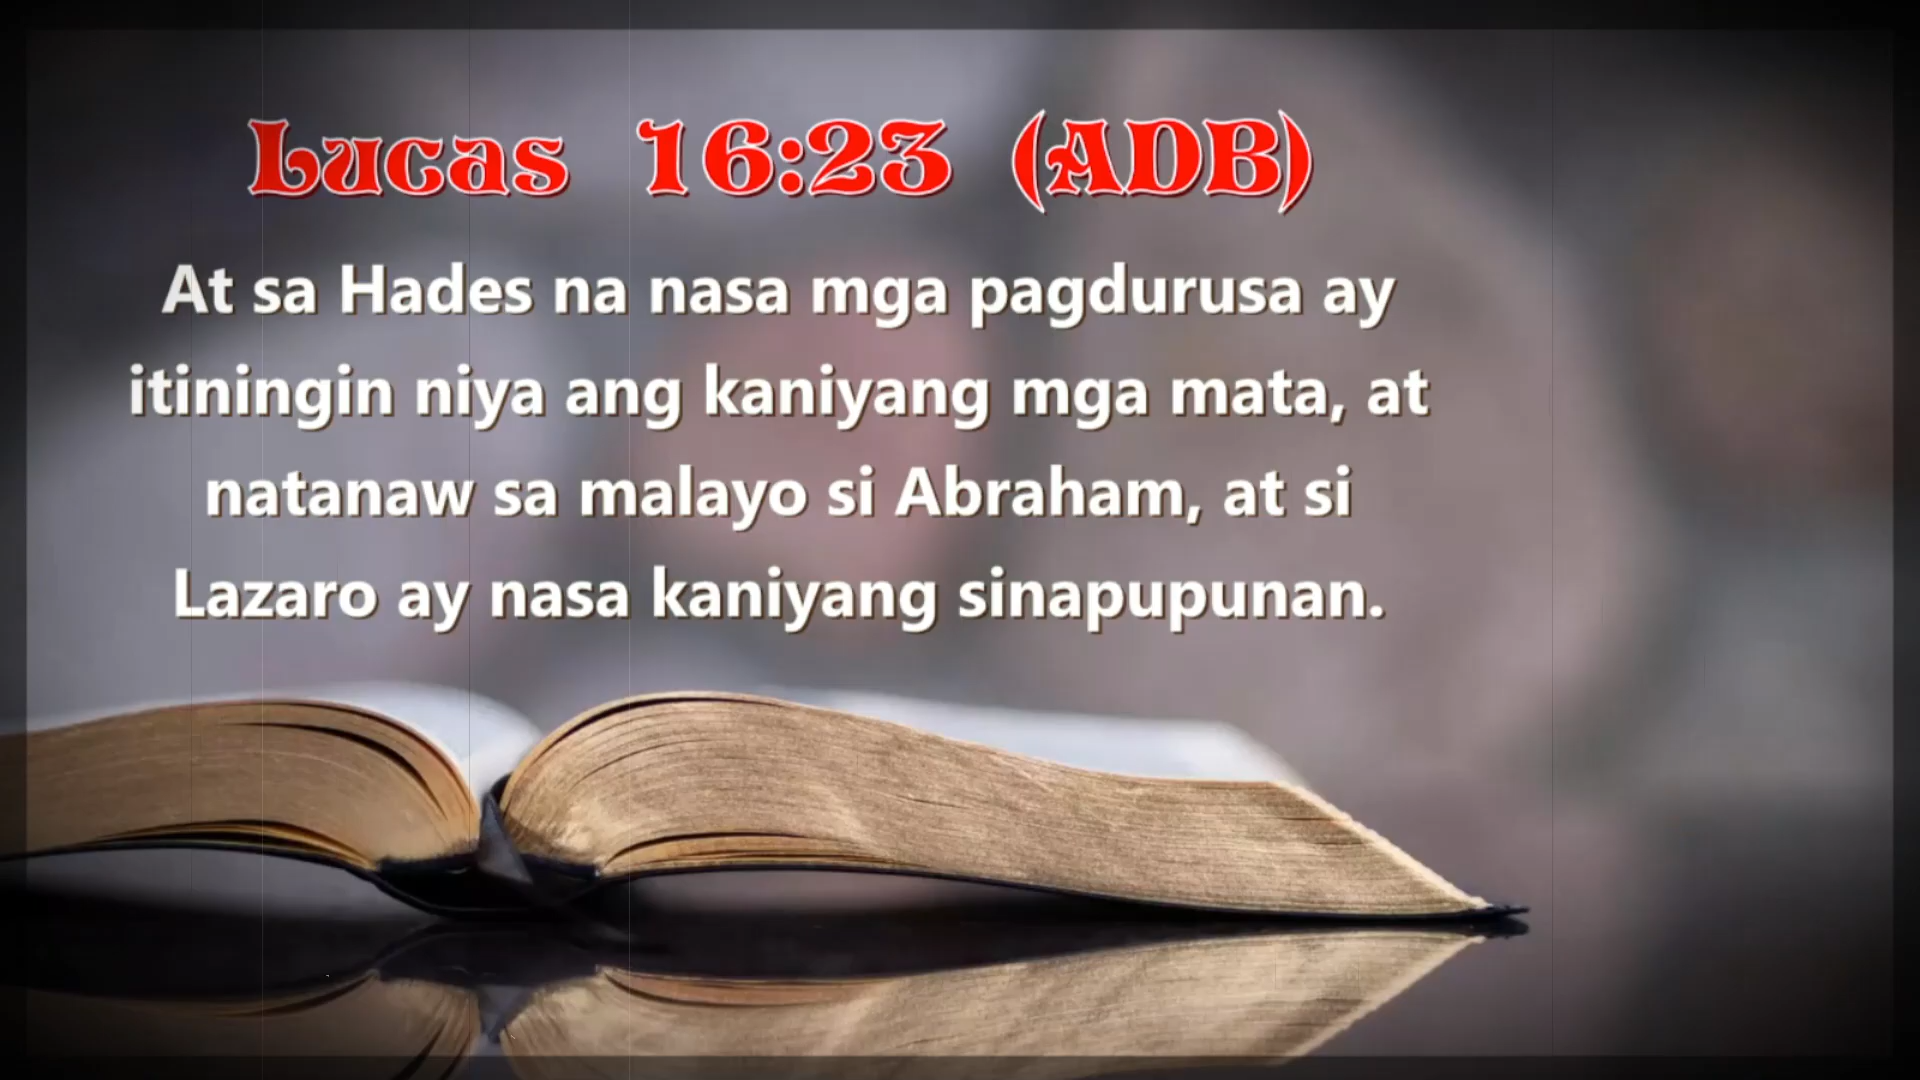 Lucas 16:23 (ADB)
At sa Hades na nasa mga pagdurusa ay
itiningin niya ang kaniyang mga mata, at
natanaw sa malayo si Abraham, at si
Lazaro ay nasa kaniyang sinapupunan.